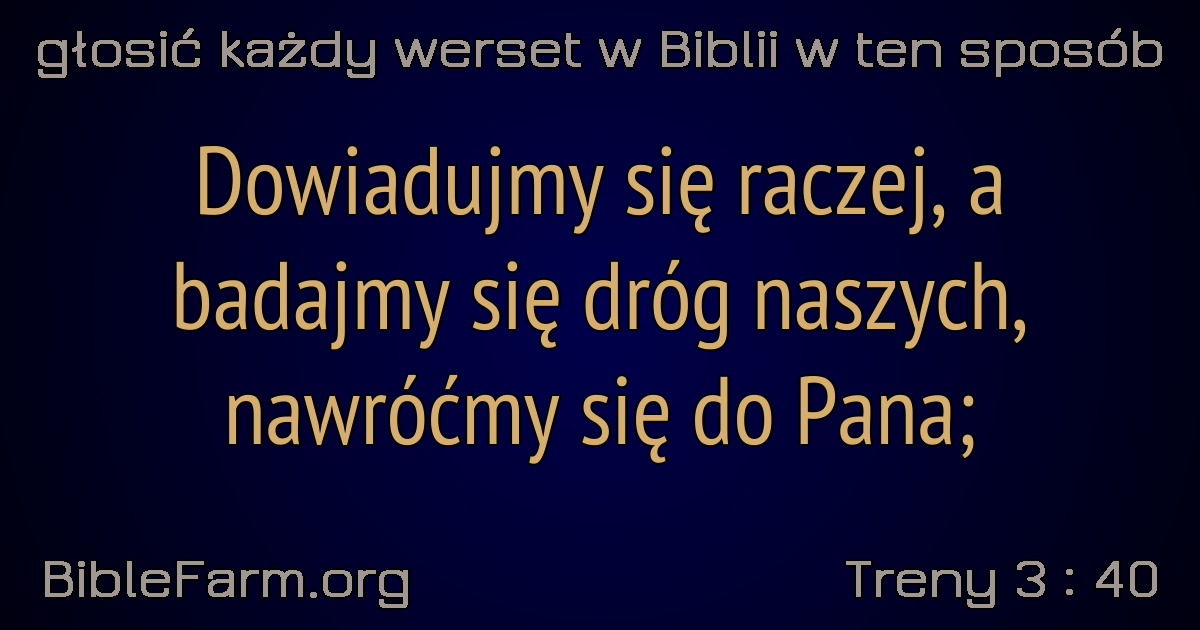 głosić każdy werset w Biblii w ten sposób
Dowiadujmy się raczej, a
badajmy się dróg naszych,
nawróćmy się do Pana;
BibleFarm.org
Treny 3 : 40